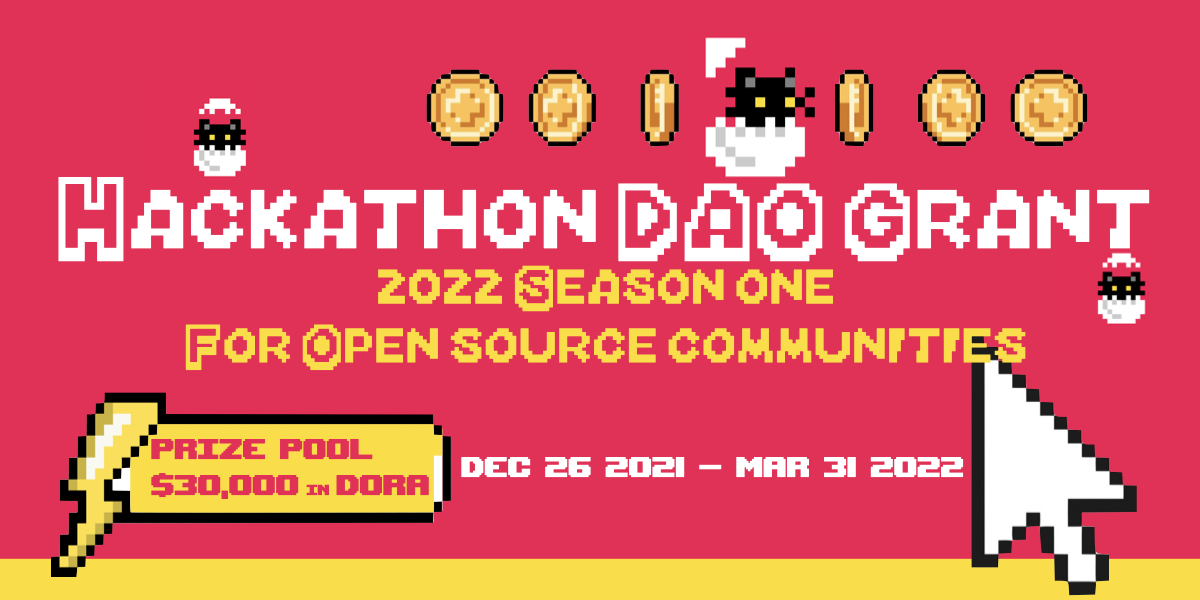 Hackathon DAO Grant
2022 Season one
For Open source communities
PRIZE POOL
$30,000 IN DORA
DEC 26 2021 – MAR 31 2022